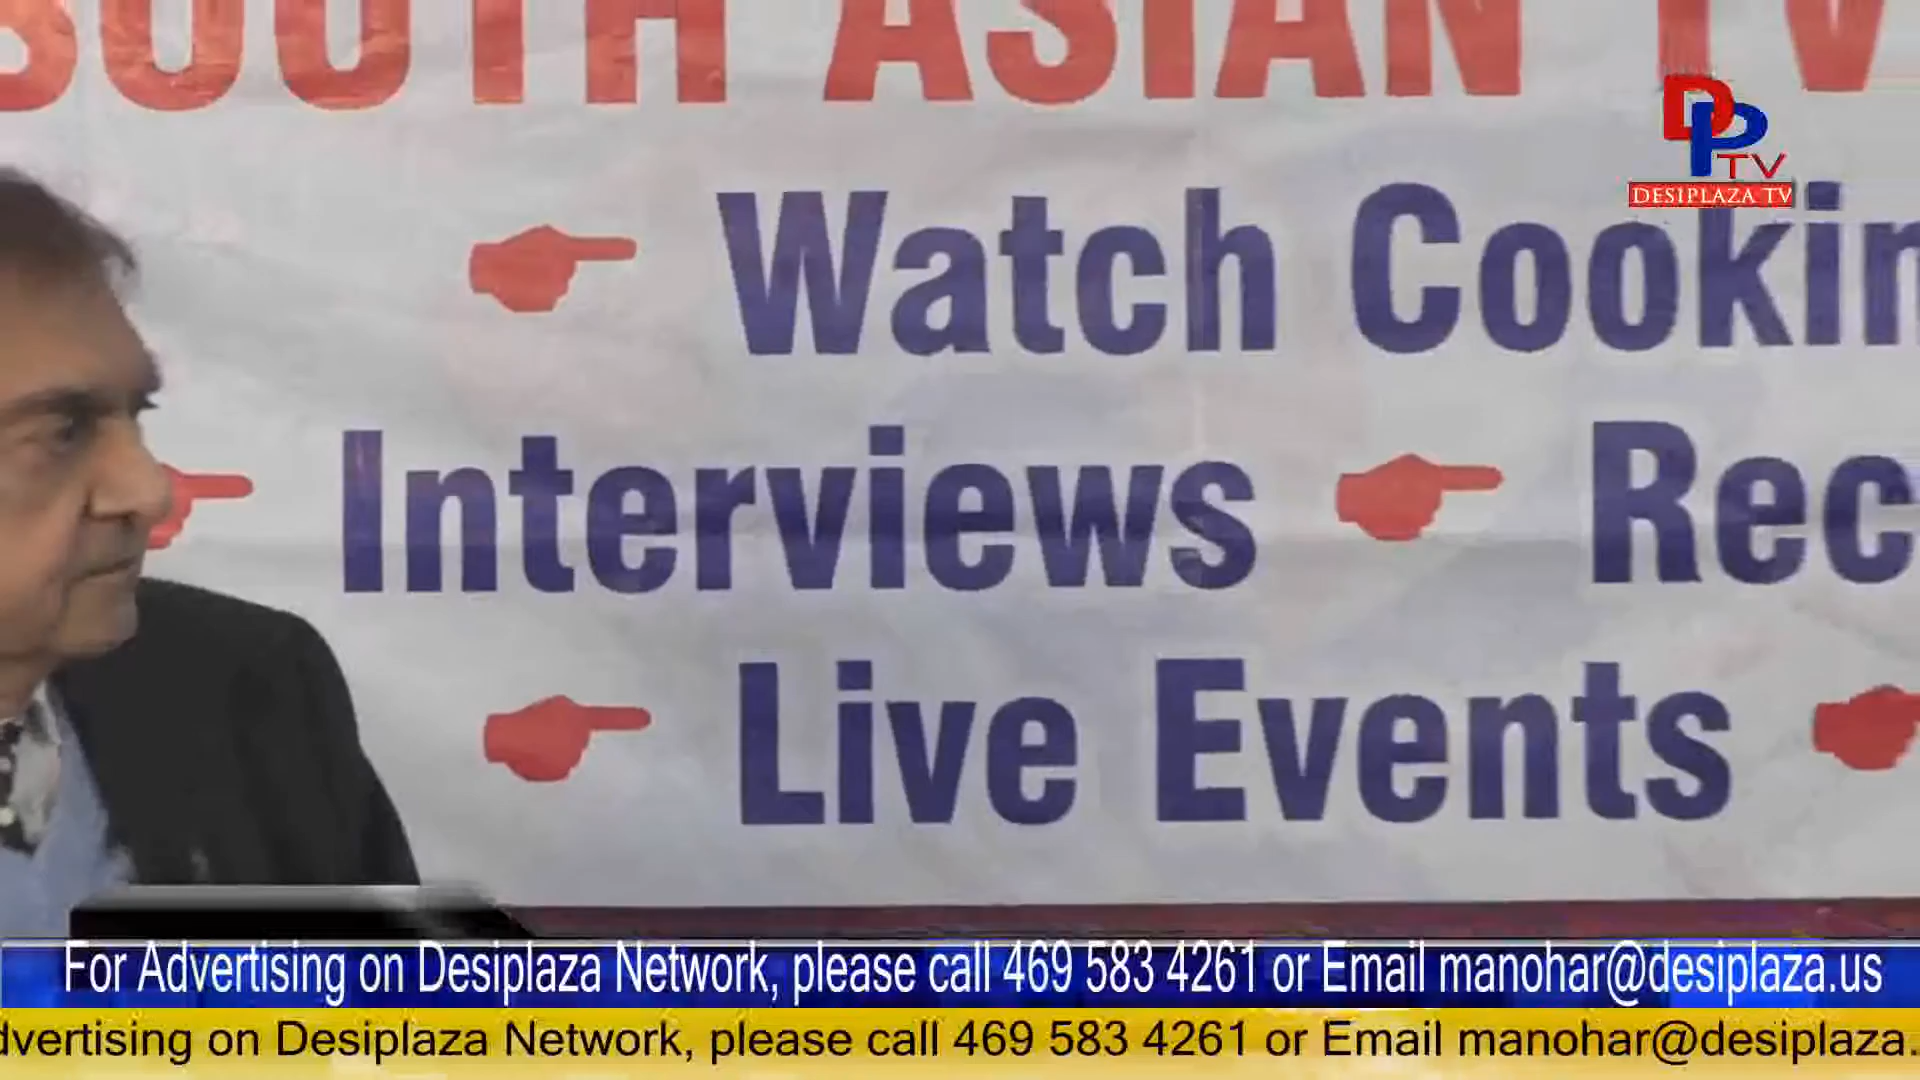 SOUTH ASIAN TV
DP
TV
DESIPLAZA TV
Watch Cookin
Interviews Rec
Live Events
For Advertising on Desiplaza Network, please call 469 583 4261 or Email manohar@desiplaza.us
dvertising on Desiplaza Network, please call 469 583 4261 or Email manohar@desiplaza.